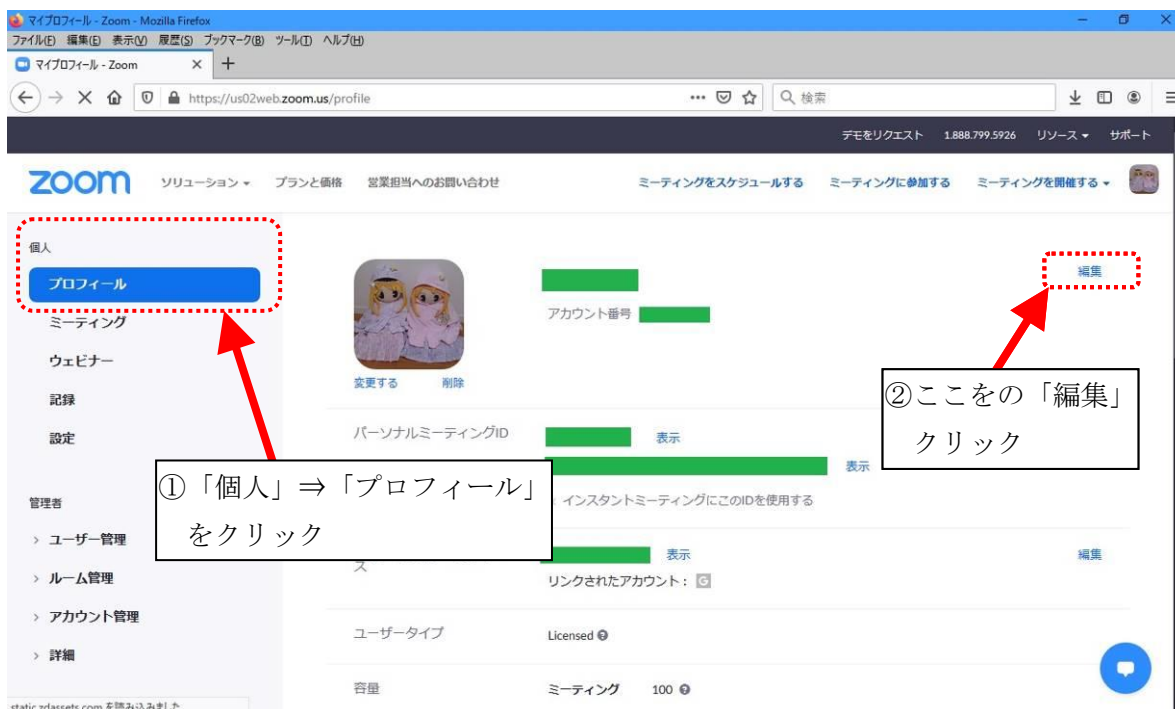 マイプロフィール - Zoom - Mozilla Firefox
ファイル(F) 編集(E) 表示(V) 履歴(S) ブックマーク(B) ツール(T) ヘルプ(H)
マイプロフィール - Zoom
https://us02web.zoom.us/profile
検索
デモをリクエスト 1.888.799.5926 リソース サポート
zoom ソリューション プランと価格 営業担当へのお問い合わせ ミーティングをスケジュールする ミーティングに参加する ミーティングを開催する
個人
プロフィール
ミーティング
ウェビナー
記録
設定
管理者
ユーザー管理
ルーム管理
アカウント管理
詳細
編集
アカウント番号
変更する 削除
②ここをの「編集」
クリック
パーソナルミーティングID 表示
表示
①「個人」⇒「プロフィール」
をクリック
インスタントミーティングにこのIDを使用する
ス 表示 編集
リンクされたアカウント: G
ユーザータイプ Licensed
容量 ミーティング 100
static.zdassets.com を読み込みました